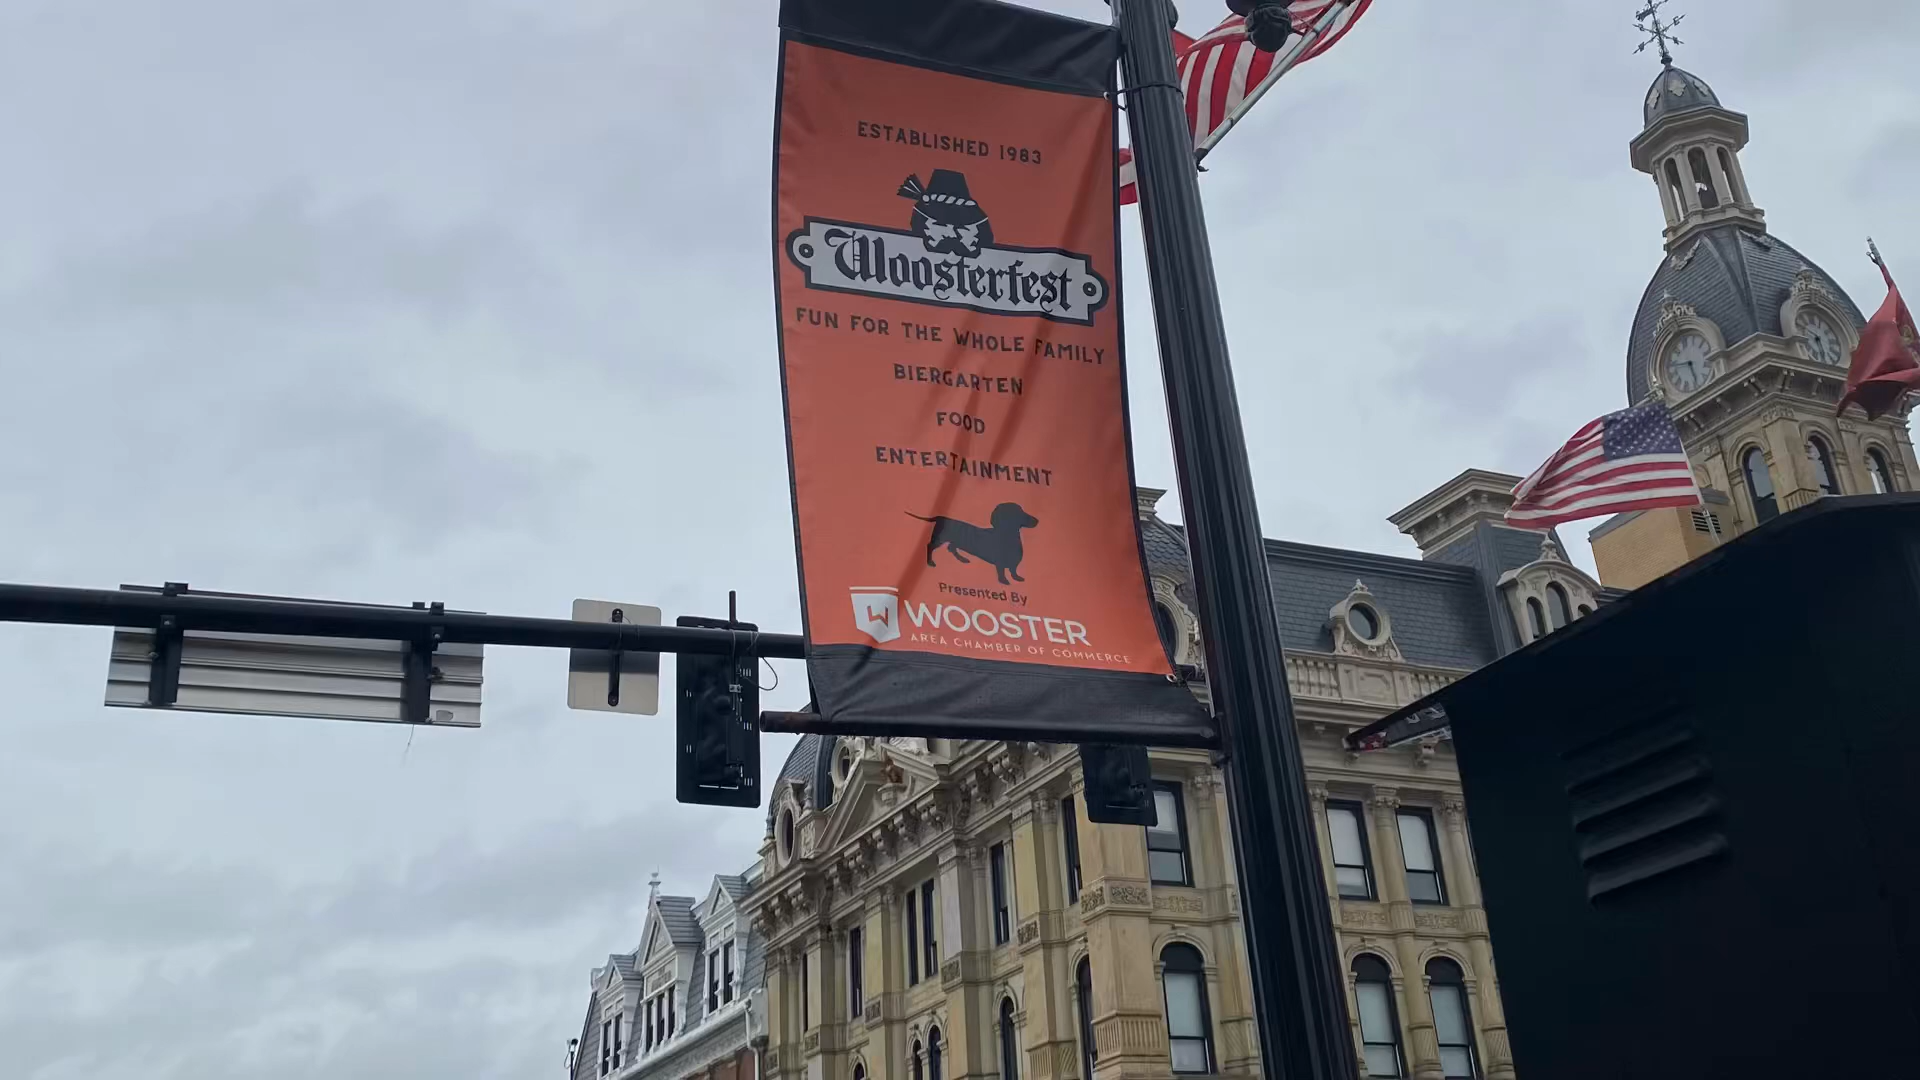 ESTABLISHED 1983
Woosterfest
FUN FOR THE WHOLE FAMILY
BIERGARTEN
FOOD
ENTERTAINMENT
Presented By
W WOOSTER
AREA CHAMBER OF COMMERCE